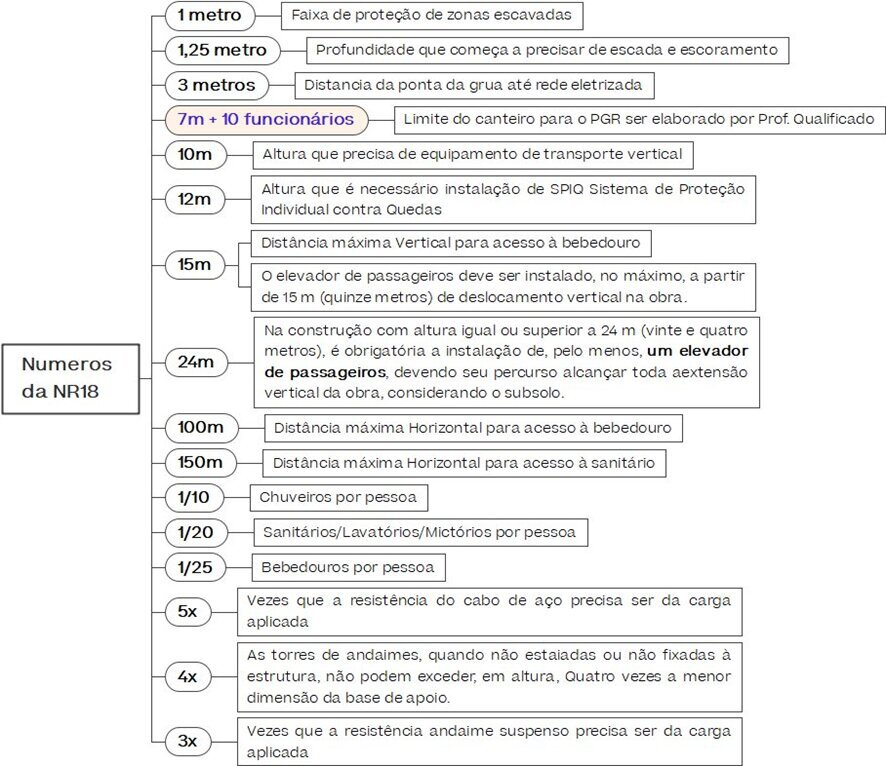 1 metro
Faixa de proteção de zonas escavadas
1,25 metro
Profundidade que começa a precisar de escada e escoramento
3 metros
Distancia da ponta da grua até rede eletrizada
7m + 10 funcionários
Limite do canteiro para o PGR ser elaborado por Prof. Qualificado
10m
Altura que precisa de equipamento de transporte vertical
12m
Altura que é necessário instalação de SPIQ Sistema de Proteção
Individual contra Quedas
15m
Distância máxima Vertical para acesso à bebedouro
O elevador de passageiros deve ser instalado, no máximo, a partir
de 15 m (quinze metros) de deslocamento vertical na obra.
Numeros
da NR18
24m
Na construção com altura igual ou superior a 24 m (vinte e quatro
metros), é obrigatória a instalação de, pelo menos, um elevador
de passageiros, devendo seu percurso alcançar toda aextensão
vertical da obra, considerando o subsolo.
100m
Distância máxima Horizontal para acesso à bebedouro
150m
Distância máxima Horizontal para acesso à sanitário
1/10
Chuveiros por pessoa
1/20
Sanitários/Lavatórios/Mictórios por pessoa
1/25
Bebedouros por pessoa
5x
Vezes que a resistência do cabo de aço precisa ser da carga
aplicada
4x
As torres de andaimes, quando não estaiadas ou não fixadas à
estrutura, não podem exceder, em altura, Quatro vezes a menor
dimensão da base de apoio.
3x
Vezes que a resistência andaime suspenso precisa ser da carga
aplicada